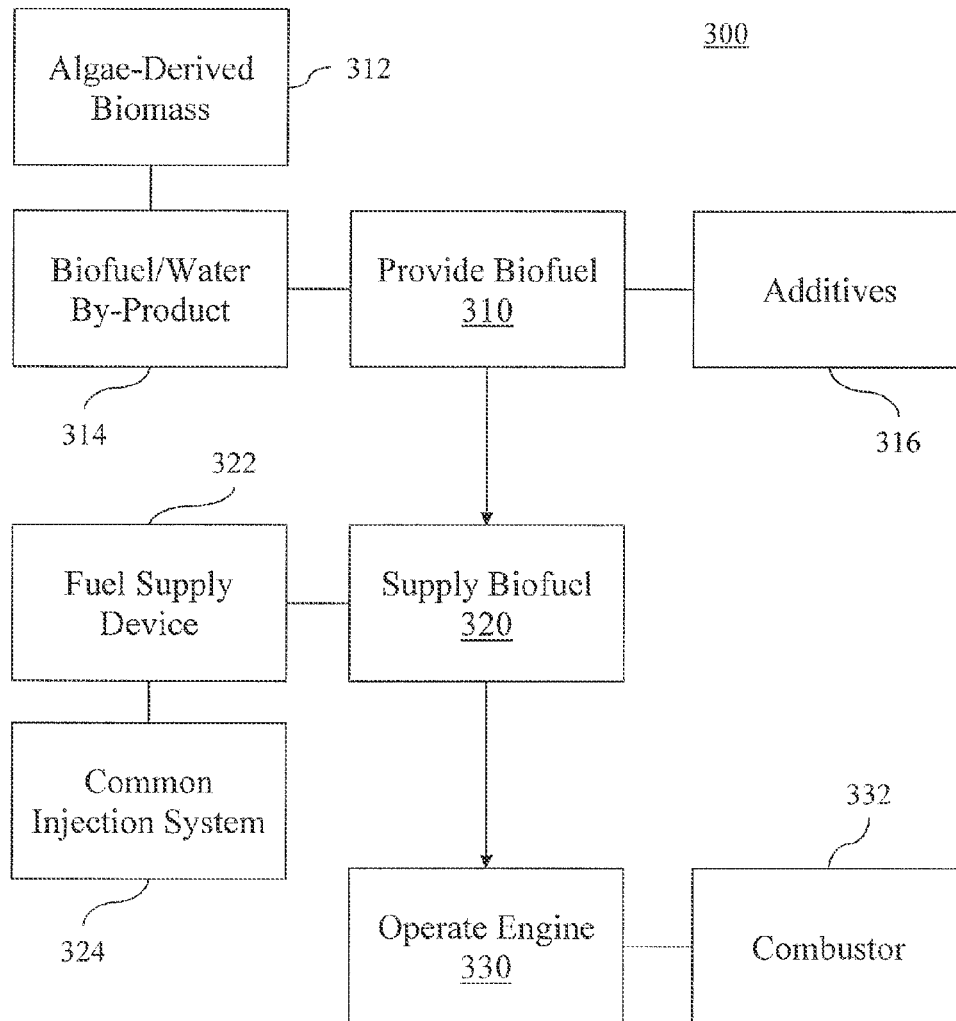 300
Algae-Derived
Biomass
312
Biofuel/Water
By-Product
Provide Biofuel
310
Additives
314
316
322
Fuel Supply
Device
Supply Biofuel
320
Common
Injection System
324
332
Operate Engine
330
Combustor